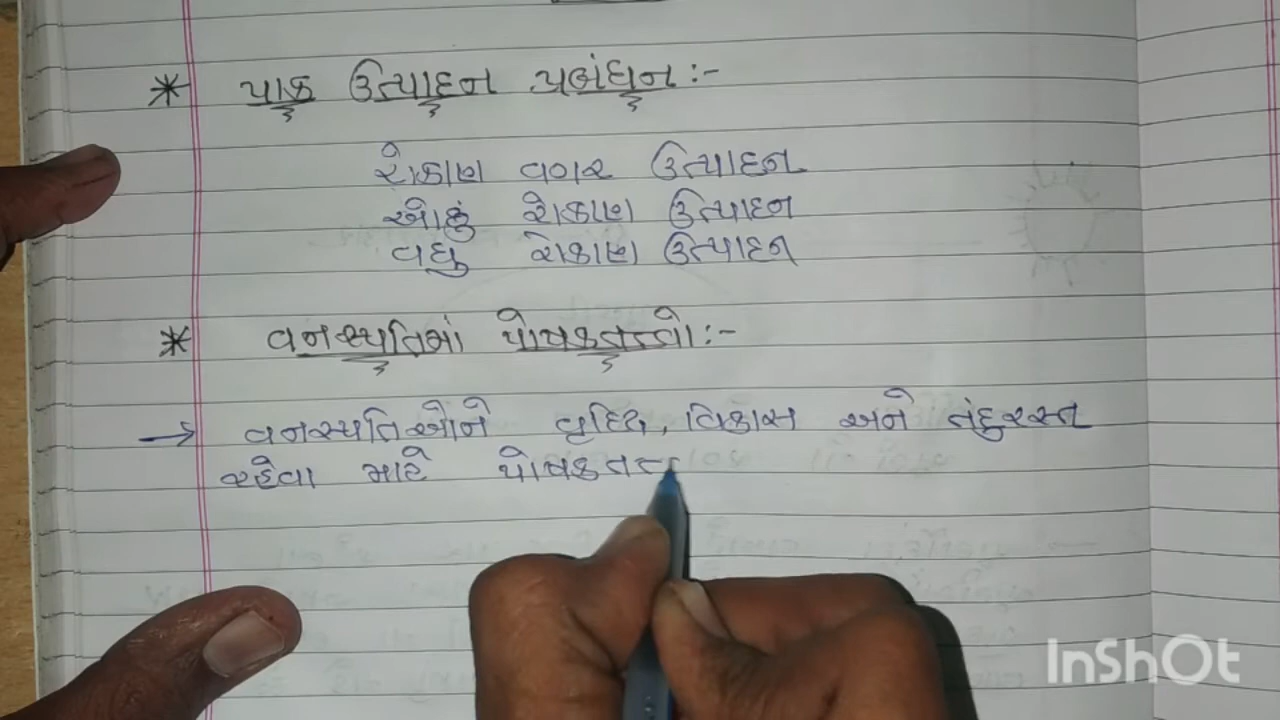 * પાક ઉત્પાદન પ્રબંધન :-
રોકાણ વગર ઉત્પાદન
ઓછું રોકાણ ઉત્પાદન
વધુ રોકાણ ઉત્પાદન
* વનસ્પતિમાં પોષકતત્ત્વો :-
→ વનસ્પતિઓને વૃદ્ધિ, વિકાસ અને તંદુરસ્ત
રહેવા માટે પોષકતત્
InShOt